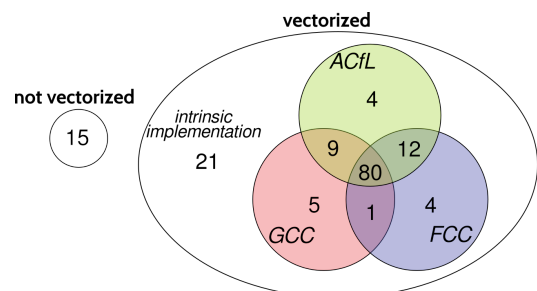 vectorized
ACfL
4
not vectorized
15
intrinsic
implementation
21
9
12
80
5
1
4
GCC
FCC